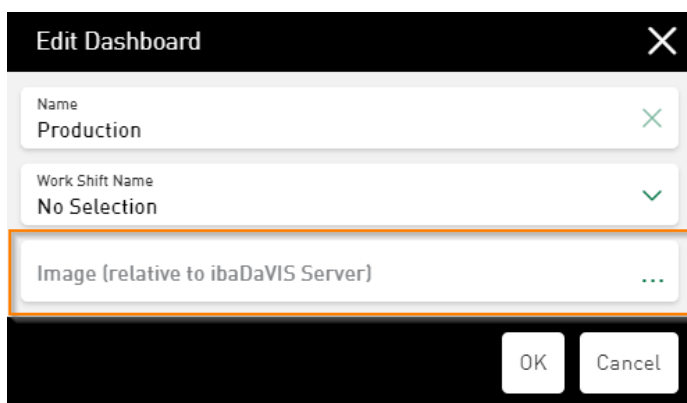 Edit Dashboard
Name
Production
Work Shift Name
No Selection
Image (relative to ibaDaVIS Server)
...
OK Cancel